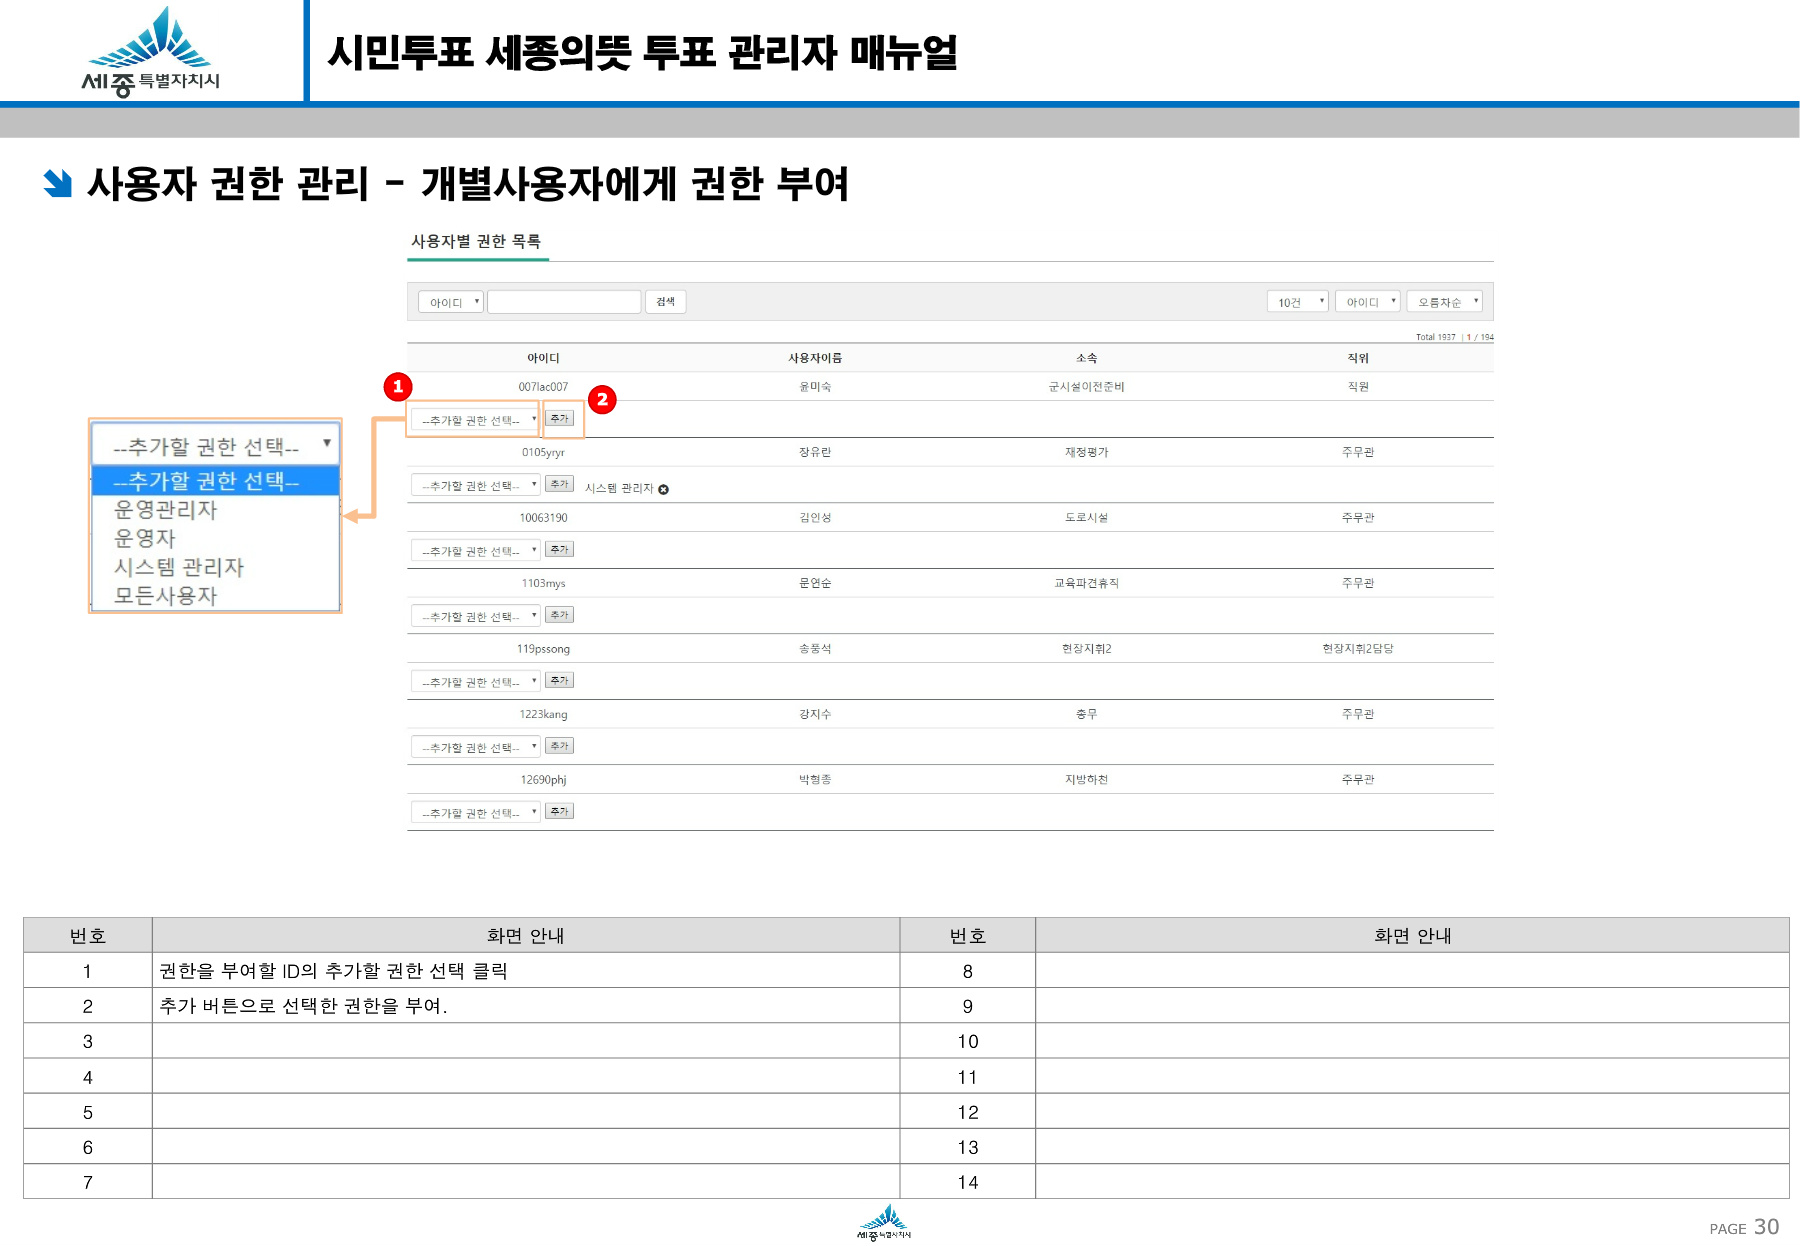 세종특별자치시
시민투표 세종의뜻 투표 관리자 매뉴얼
사용자 권한 관리 - 개별사용자에게 권한 부여
사용자별 권한 목록
아이디 검색 10건 아이디 오름차순
Total 1937 | 1 / 194
아이디 사용자이름 소속 직위
1 007lac007 윤미숙 군시설이전준비 직원
--추가할 권한 선택-- 추가 2
0105yryr 장유란 재정평가 주무관
--추가할 권한 선택-- 추가 시스템 관리자
10063190 김인성 도로시설 주무관
--추가할 권한 선택-- 추가
1103mys 문연순 교육파견휴직 주무관
--추가할 권한 선택-- 추가
119pssong 송풍석 현장지휘2 현장지휘2담당
--추가할 권한 선택-- 추가
1223kang 강지수 총무 주무관
--추가할 권한 선택-- 추가
12690phj 박형종 지방하천 주무관
--추가할 권한 선택-- 추가
--추가할 권한 선택--
--추가할 권한 선택--
운영관리자
운영자
시스템 관리자
모든사용자
번호 화면 안내 번호 화면 안내
1 권한을 부여할 ID의 추가할 권한 선택 클릭 8
2 추가 버튼으로 선택한 권한을 부여. 9
3 10
4 11
5 12
6 13
7 14
세종특별자치시
PAGE 30